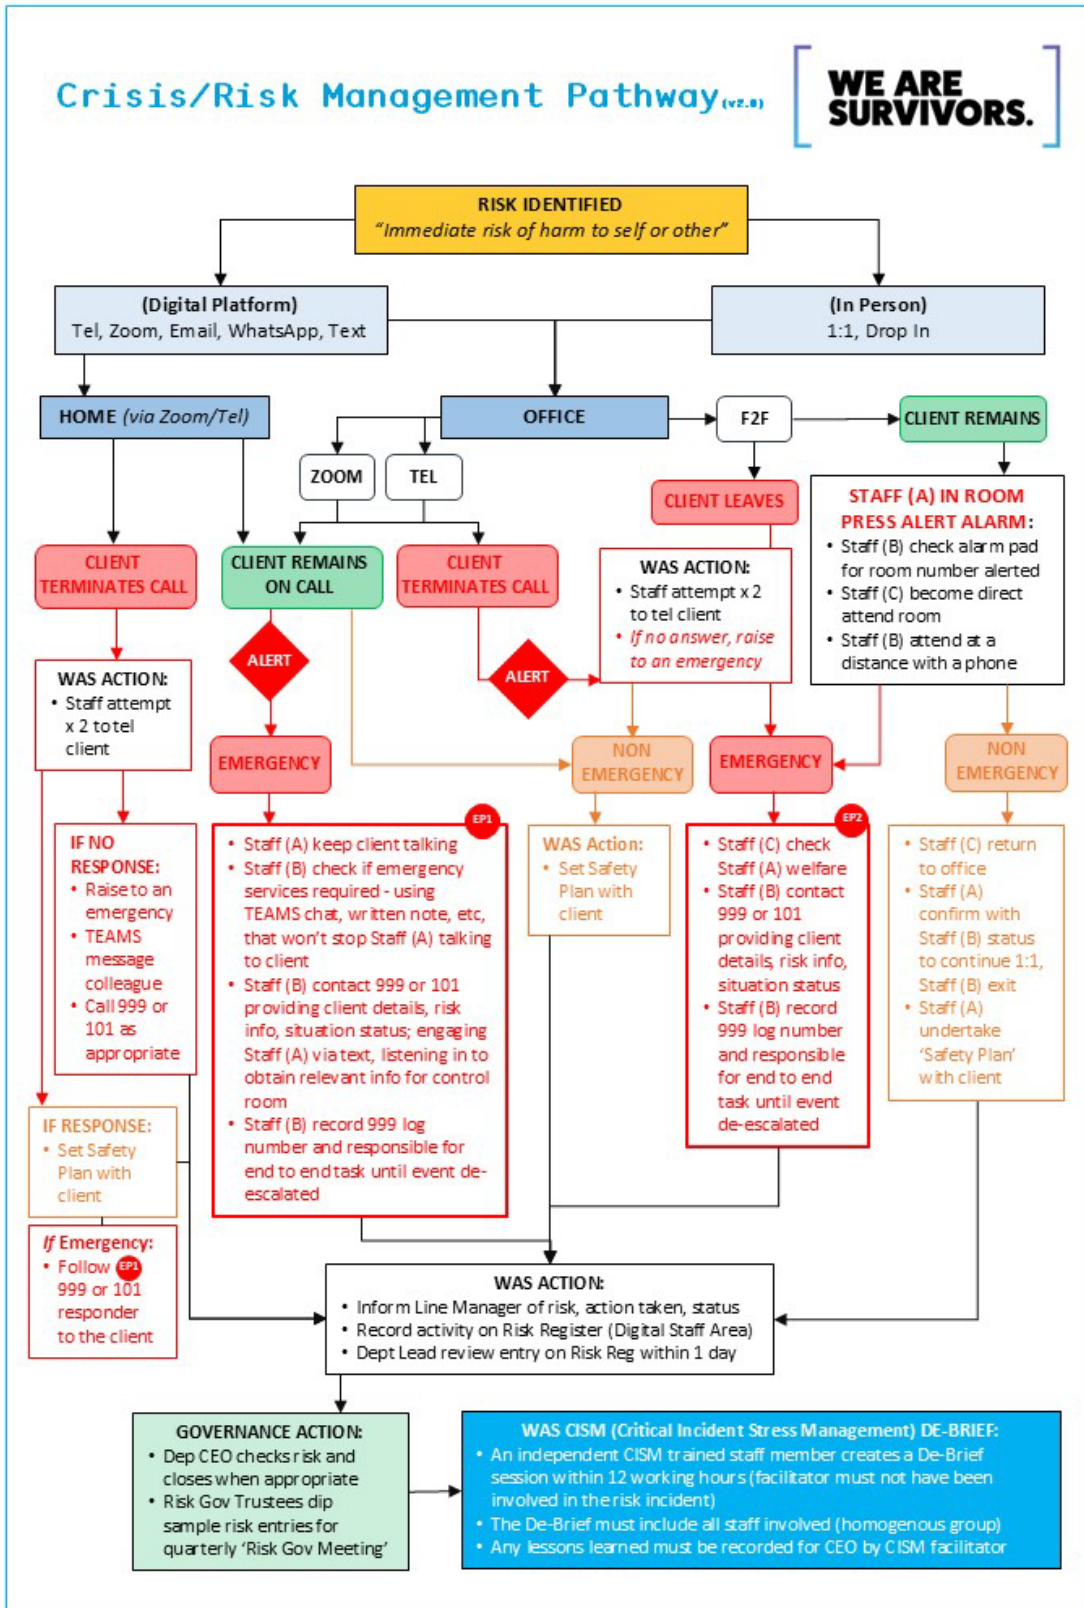 Crisis/Risk Management Pathway(v2.0)
WE ARE
SURVIVORS.
RISK IDENTIFIED
“Immediate risk of harm to self or other”
(Digital Platform)
Tel, Zoom, Email, WhatsApp, Text
(In Person)
1:1, Drop In
HOME (via Zoom/Tel)
OFFICE
F2F
CLIENT REMAINS
ZOOM
TEL
CLIENT LEAVES
STAFF (A) IN ROOM
PRESS ALERT ALARM:
• Staff (B) check alarm pad
for room number alerted
• Staff (C) become direct
attend room
• Staff (B) attend at a
distance with a phone
CLIENT
TERMINATES CALL
CLIENT REMAINS
ON CALL
CLIENT
TERMINATES CALL
WAS ACTION:
• Staff attempt x 2
to tel client
• If no answer, raise
to an emergency
ALERT
ALERT
WAS ACTION:
• Staff attempt
x 2 to tel
client
EMERGENCY
NON
EMERGENCY
EMERGENCY
NON
EMERGENCY
IF NO
RESPONSE:
• Raise to an
emergency
• TEAMS
message
colleague
• Call 999 or
101 as
appropriate
EP1
• Staff (A) keep client talking
• Staff (B) check if emergency
services required - using
TEAMS chat, written note, etc,
that won’t stop Staff (A) talking
to client
• Staff (B) contact 999 or 101
providing client details, risk
info, situation status; engaging
Staff (A) via text, listening in to
obtain relevant info for control
room
• Staff (B) record 999 log
number and responsible for
end to end task until event de-
escalated
WAS Action:
• Set Safety
Plan with
client
EP2
• Staff (C) check
Staff (A) welfare
• Staff (B) contact
999 or 101
providing client
details, risk info,
situation status
• Staff (B) record
999 log number
and responsible
for end to end
task until event
de-escalated
• Staff (C) return
to office
• Staff (A)
confirm with
Staff (B) status
to continue 1:1,
Staff (B) exit
• Staff (A)
undertake
‘Safety Plan’
with client
IF RESPONSE:
• Set Safety
Plan with
client
If Emergency:
• Follow EP1
999 or 101
responder
to the client
WAS ACTION:
• Inform Line Manager of risk, action taken, status
• Record activity on Risk Register (Digital Staff Area)
• Dept Lead review entry on Risk Reg within 1 day
GOVERNANCE ACTION:
• Dep CEO checks risk and
closes when appropriate
• Risk Gov Trustees dip
sample risk entries for
quarterly ‘Risk Gov Meeting’
WAS CISM (Critical Incident Stress Management) DE-BRIEF:
• An independent CISM trained staff member creates a De-Brief
session within 12 working hours (facilitator must not have been
involved in the risk incident)
• The De-Brief must include all staff involved (homogenous group)
• Any lessons learned must be recorded for CEO by CISM facilitator